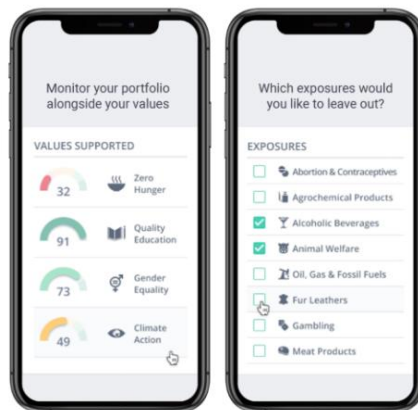 Monitor your portfolio
alongside your values
VALUES SUPPORTED
32
Zero
Hunger
91
Quality
Education
73
Gender
Equality
49
Climate
Action
Which exposures would
you like to leave out?
EXPOSURES
Abortion & Contraceptives
Agrochemical Products
Alcoholic Beverages
Animal Welfare
Oil, Gas & Fossil Fuels
Fur Leathers
Gambling
Meat Products